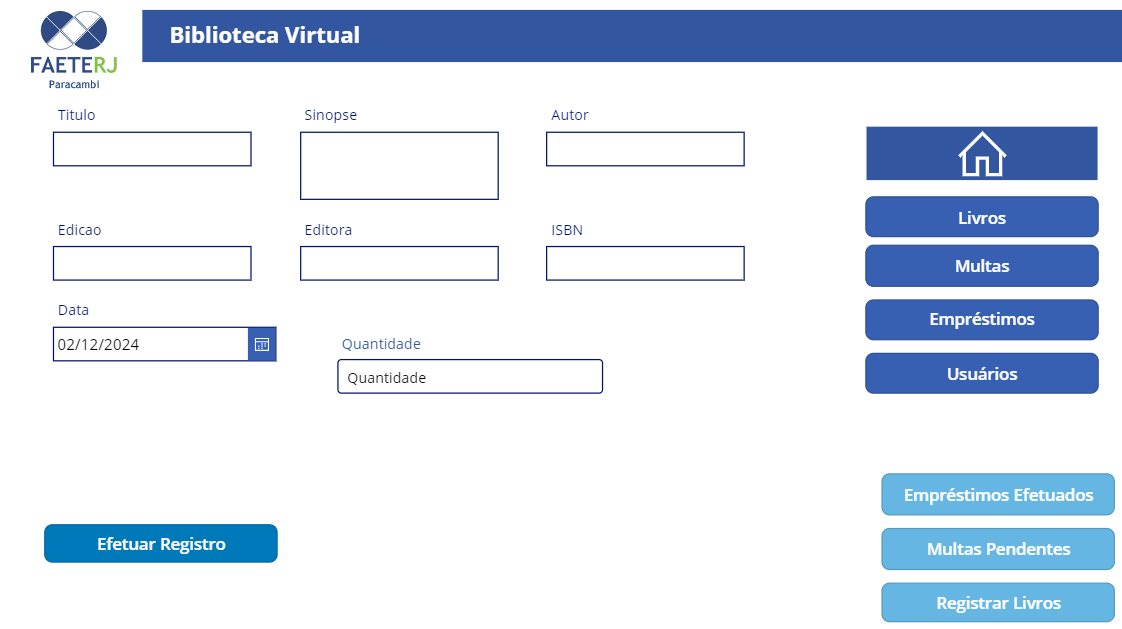 FAETERJ
Paracambi
Biblioteca Virtual
Titulo
Sinopse
Autor
Edicao
Editora
ISBN
Data
02/12/2024
Quantidade
Quantidade
Efetuar Registro
Livros
Multas
Empréstimos
Usuários
Empréstimos Efetuados
Multas Pendentes
Registrar Livros